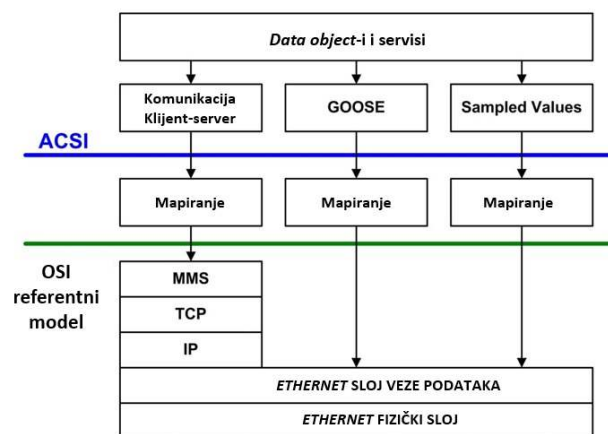 Data object-i i servisi
Komunikacija
Klijent-server
GOOSE
Sampled Values
ACSI
Mapiranje
Mapiranje
Mapiranje
OSI
referentni
model
MMS
TCP
IP
ETHERNET SLOJ VEZE PODATAKA
ETHERNET FIZIČKI SLOJ